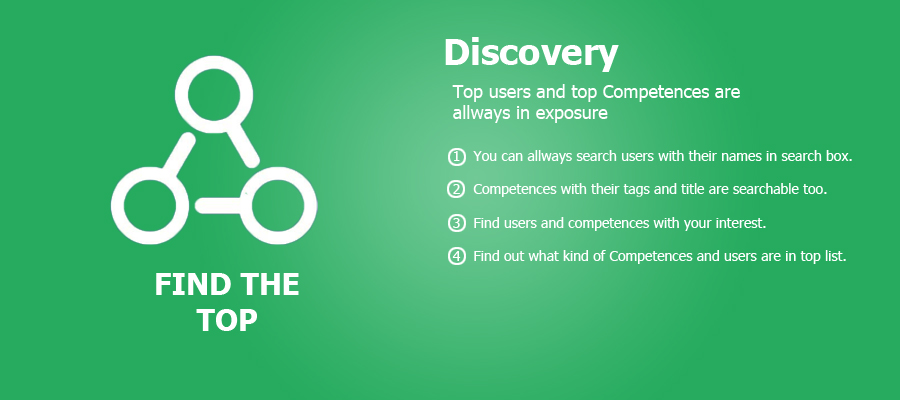 Discovery
Top users and top Competences are
allways in exposure
1 You can allways search users with their names in search box.
2 Competences with their tags and title are searchable too.
3 Find users and competences with your interest.
4 Find out what kind of Competences and users are in top list.
FIND THE
TOP